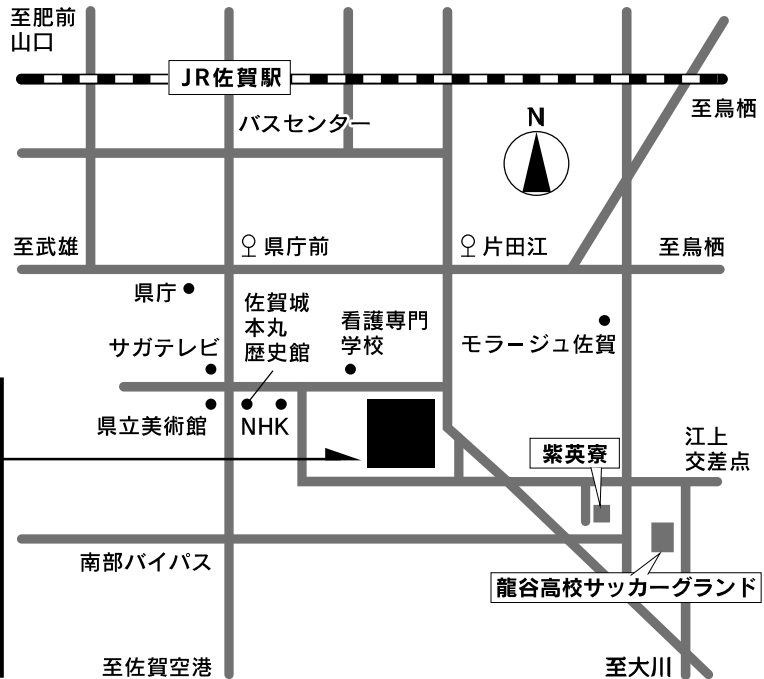 至肥前
山口
JR佐賀駅
至鳥栖
バスセンター
N
至武雄
県庁前
片田江
至鳥栖
県庁
佐賀城
本丸
歴史館
看護専門
学校
モラージュ佐賀
サガテレビ
県立美術館
NHK
紫英寮
江上
交差点
南部バイパス
龍谷高校サッカーグランド
至佐賀空港
至大川